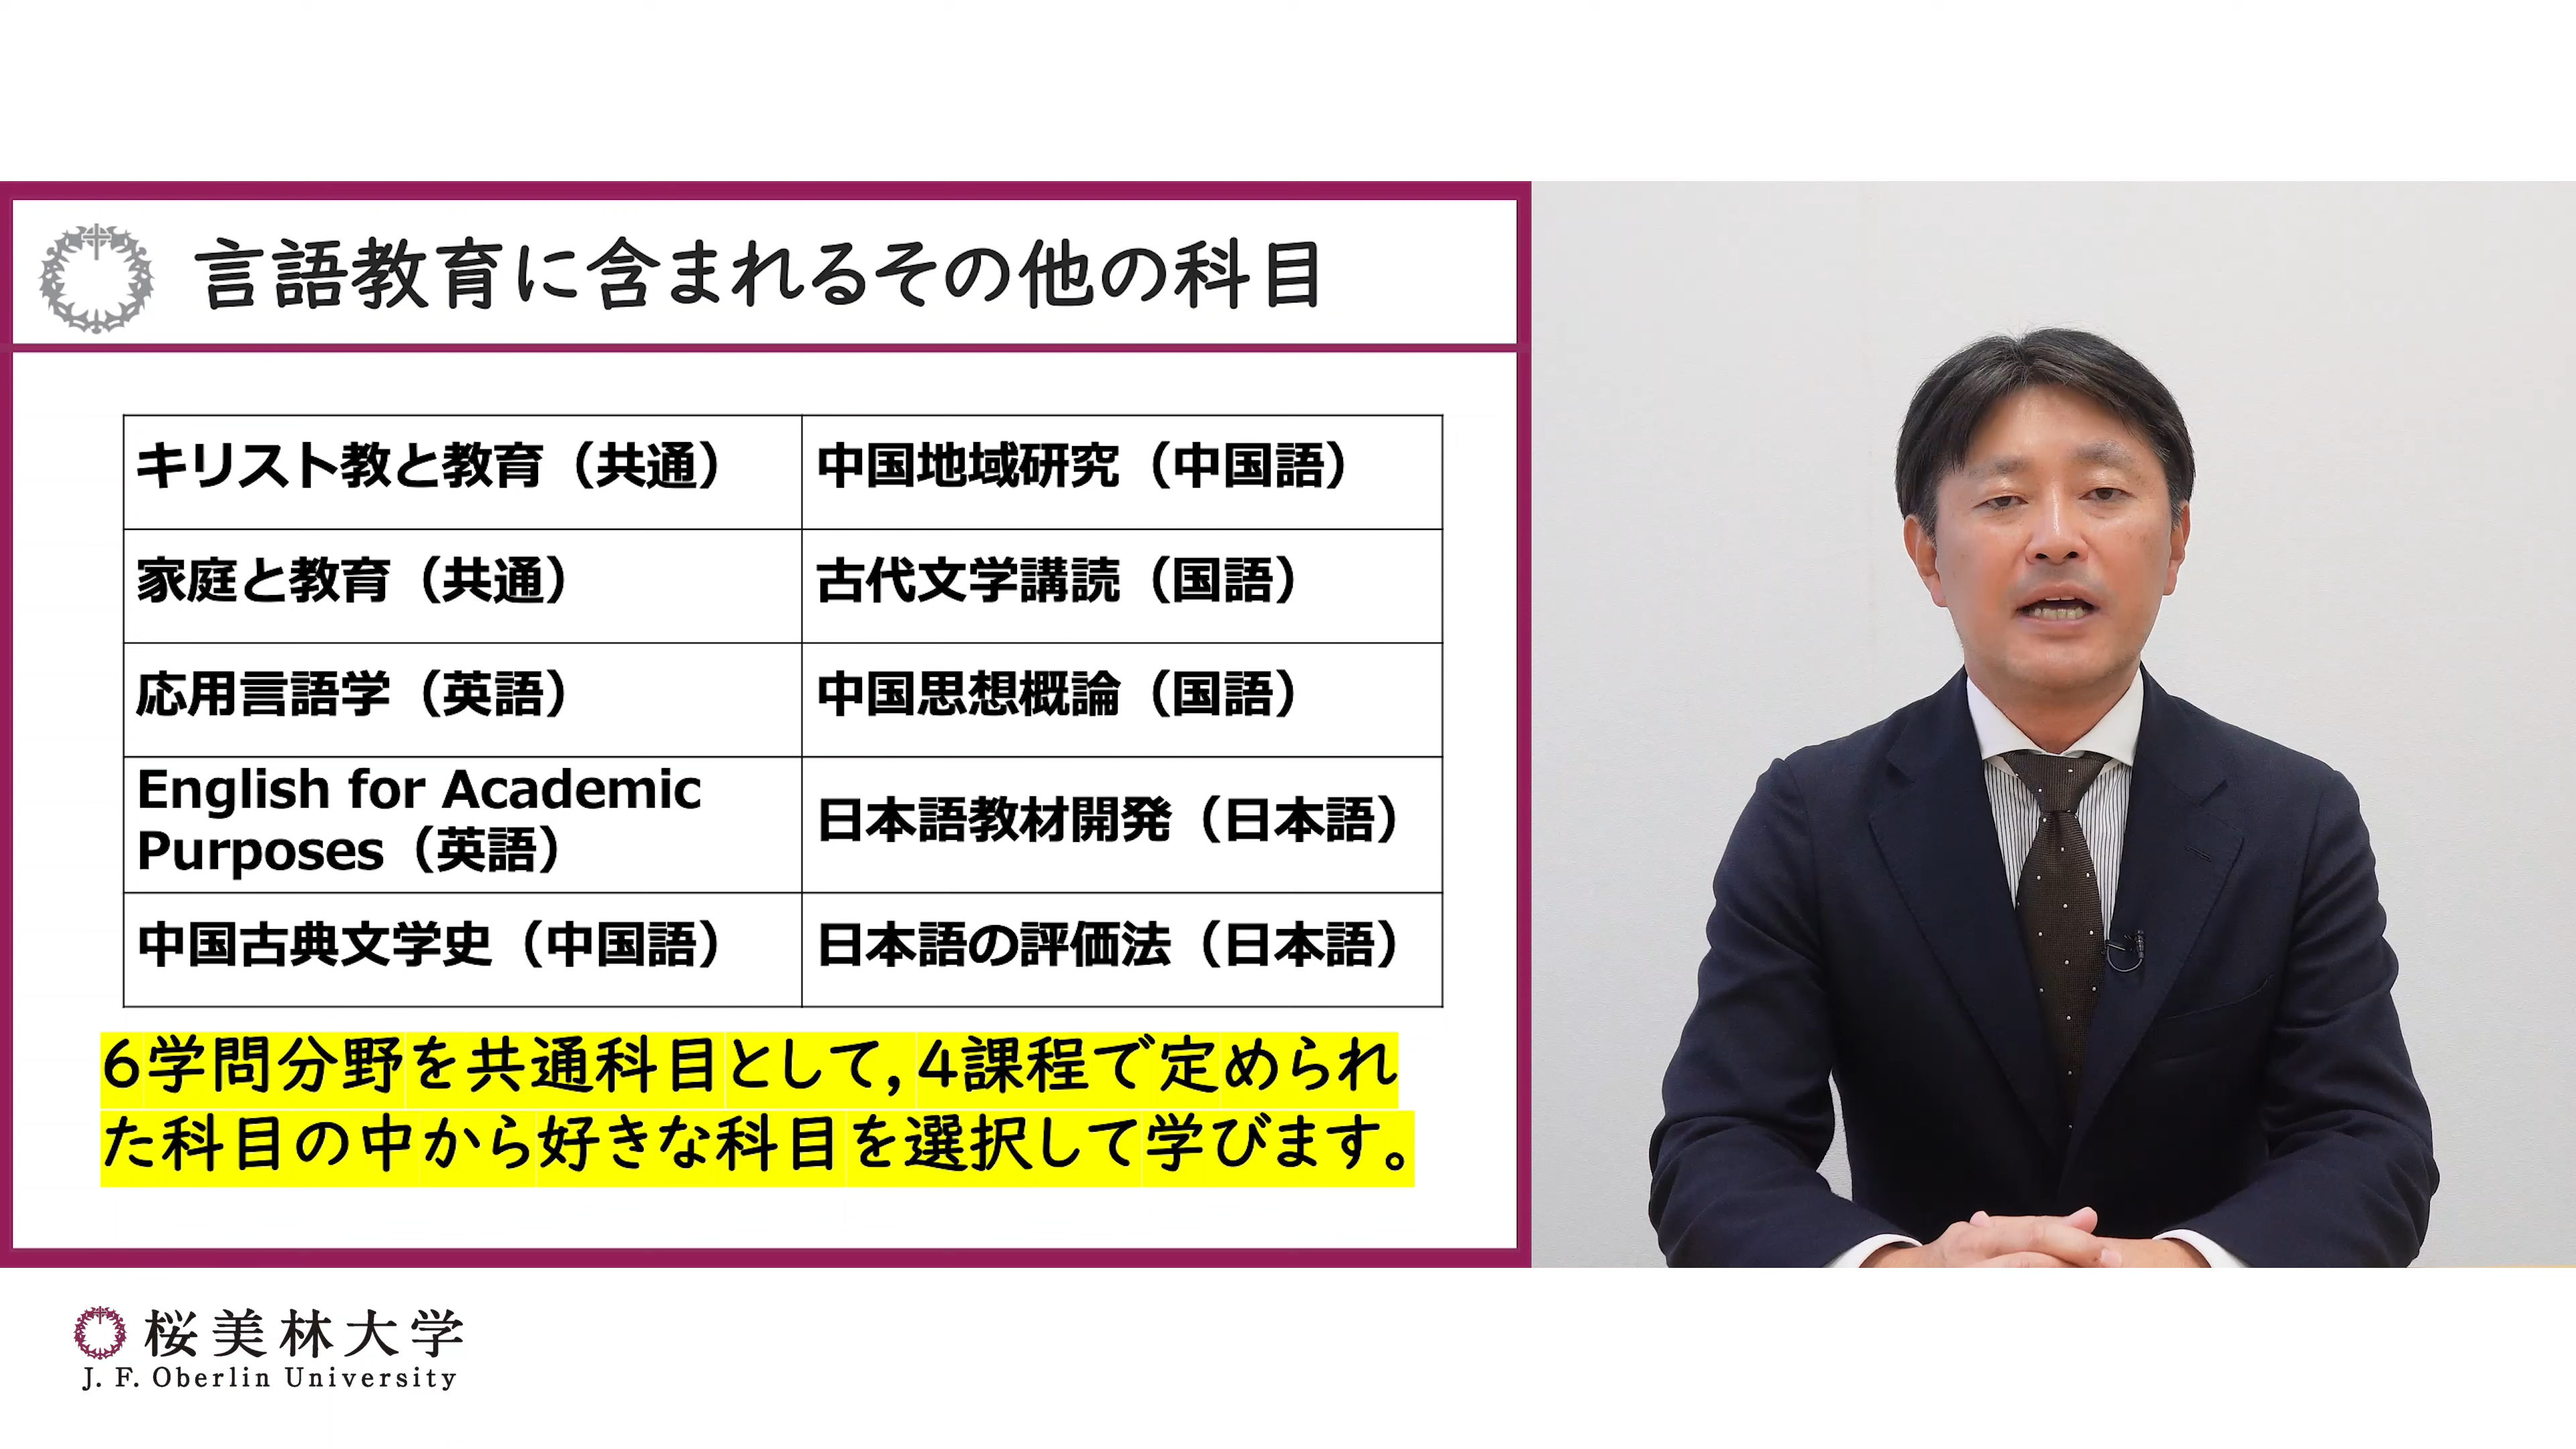 言語教育に含まれるその他の科目
キリスト教と教育（共通）
中国地域研究（中国語）
家庭と教育（共通）
古代文学講読（国語）
応用言語学（英語）
中国思想概論（国語）
English for Academic
Purposes（英語）
日本語教材開発（日本語）
中国古典文学史（中国語）
日本語の評価法（日本語）
6学問分野を共通科目として,4課程で定められ
た科目の中から好きな科目を選択して学びます。
桜美林大学
J. F. Oberlin University